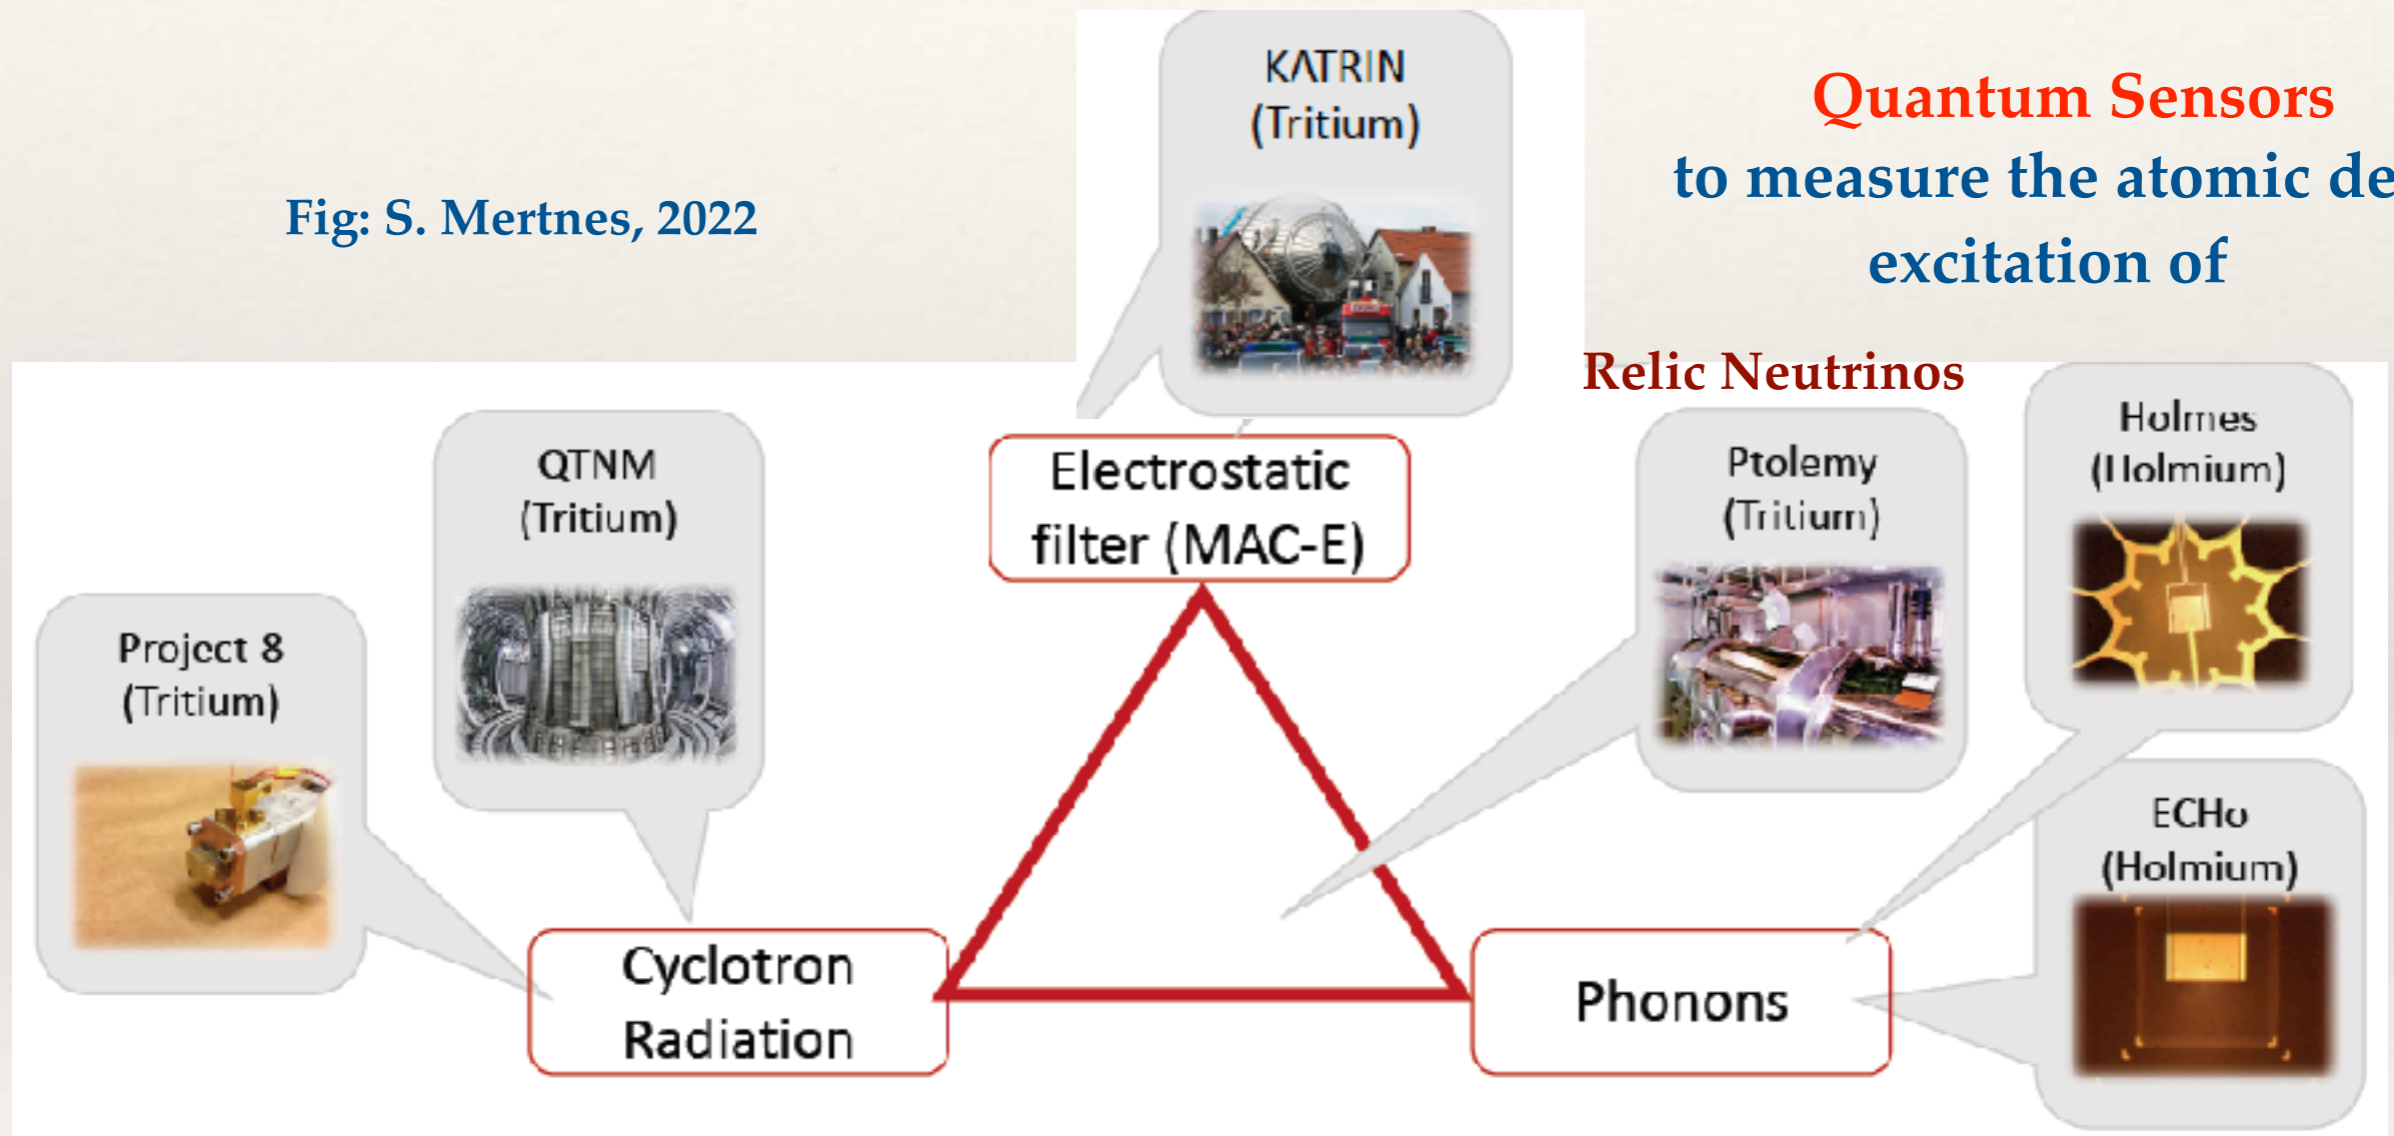 KATRIN
(Tritium)
Quantum Sensors
to measure the atomic de
excitation of
Fig: S. Mertnes, 2022
Relic Neutrinos
Holmes
(Holmium)
QTNM
(Tritium)
Electrostatic
filter (MAC-E)
Ptolemy
(Tritium)
Project 8
(Tritium)
ECHo
(Holmium)
Cyclotron
Radiation
Phonons